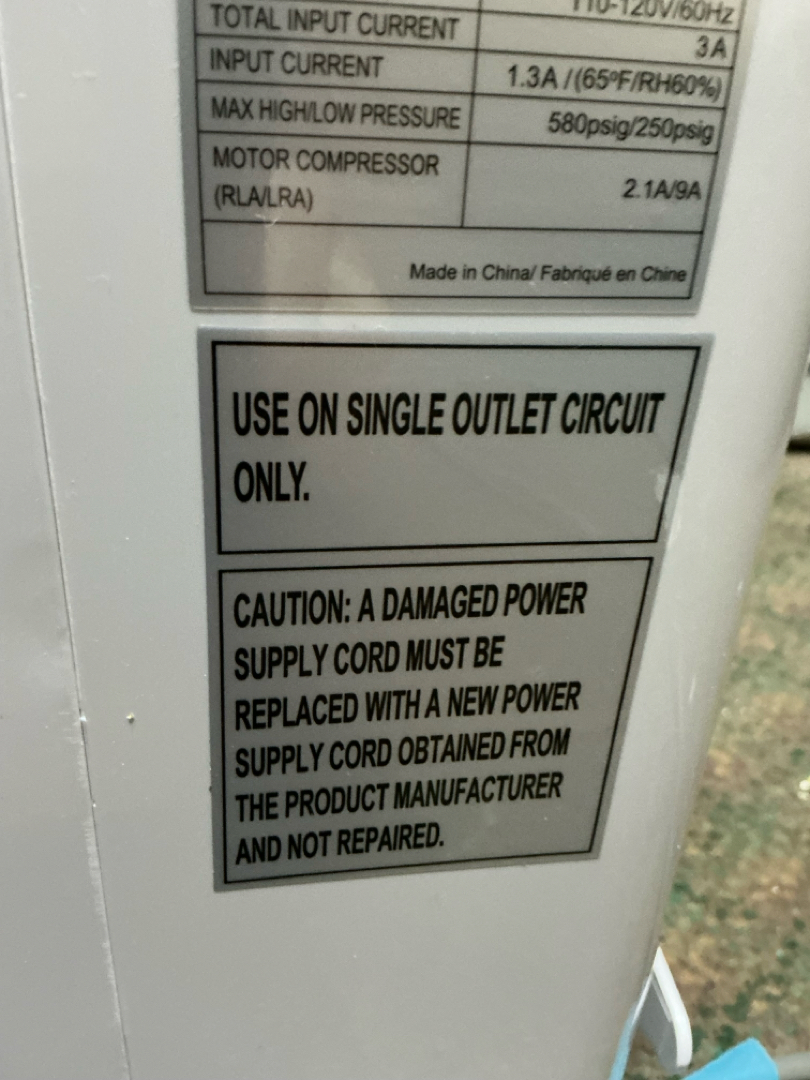 110-120V/60Hz
TOTAL INPUT CURRENT 3A
INPUT CURRENT 1.3A /(65ºF/RH60%)
MAX HIGH/LOW PRESSURE 580psig/250psig
MOTOR COMPRESSOR
(RLA/LRA) 2.1A/9A
Made in China/ Fabriqué en Chine
USE ON SINGLE OUTLET CIRCUIT
ONLY.
CAUTION: A DAMAGED POWER
SUPPLY CORD MUST BE
REPLACED WITH A NEW POWER
SUPPLY CORD OBTAINED FROM
THE PRODUCT MANUFACTURER
AND NOT REPAIRED.